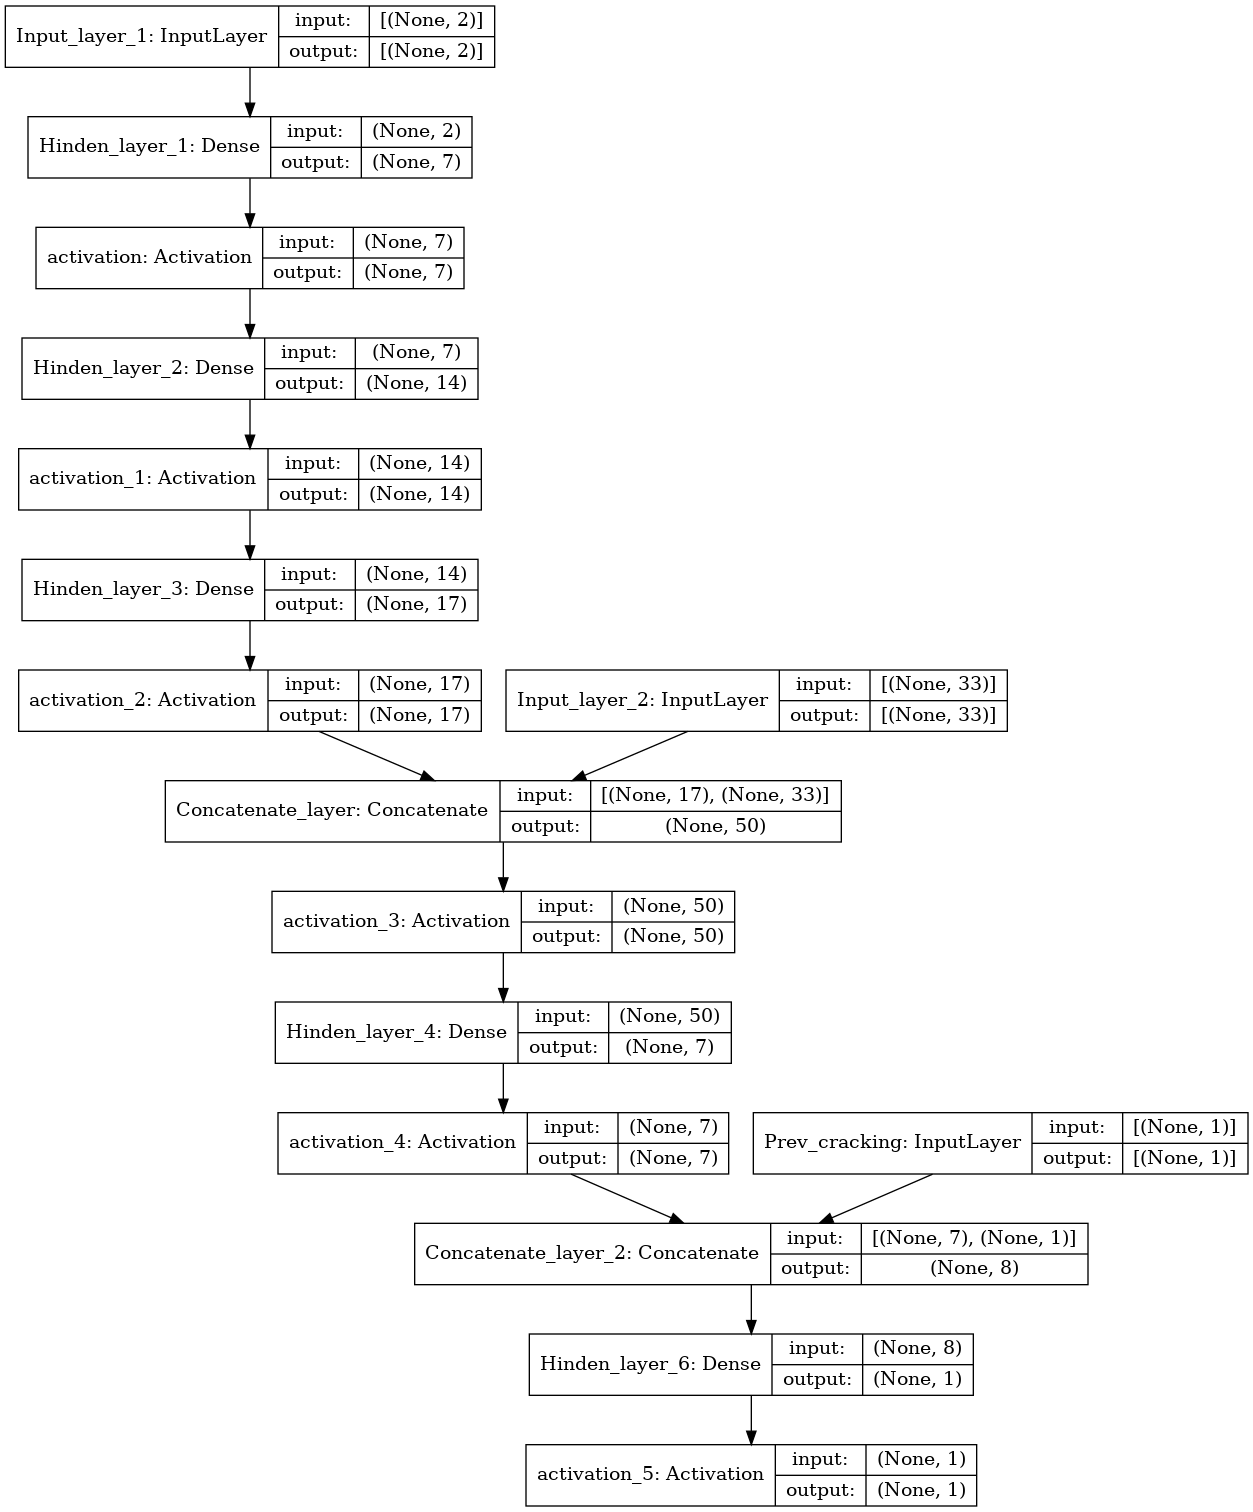 Input_layer_1: InputLayer
input:
[(None, 2)]
output:
[(None, 2)]
Hinden_layer_1: Dense
input:
(None, 2)
output:
(None, 7)
activation: Activation
input:
(None, 7)
output:
(None, 7)
Hinden_layer_2: Dense
input:
(None, 7)
output:
(None, 14)
activation_1: Activation
input:
(None, 14)
output:
(None, 14)
Hinden_layer_3: Dense
input:
(None, 14)
output:
(None, 17)
activation_2: Activation
input:
(None, 17)
output:
(None, 17)
Input_layer_2: InputLayer
input:
[(None, 33)]
output:
[(None, 33)]
Concatenate_layer: Concatenate
input:
[(None, 17), (None, 33)]
output:
(None, 50)
activation_3: Activation
input:
(None, 50)
output:
(None, 50)
Hinden_layer_4: Dense
input:
(None, 50)
output:
(None, 7)
activation_4: Activation
input:
(None, 7)
output:
(None, 7)
Prev_cracking: InputLayer
input:
[(None, 1)]
output:
[(None, 1)]
Concatenate_layer_2: Concatenate
input:
[(None, 7), (None, 1)]
output:
(None, 8)
Hinden_layer_6: Dense
input:
(None, 8)
output:
(None, 1)
activation_5: Activation
input:
(None, 1)
output:
(None, 1)